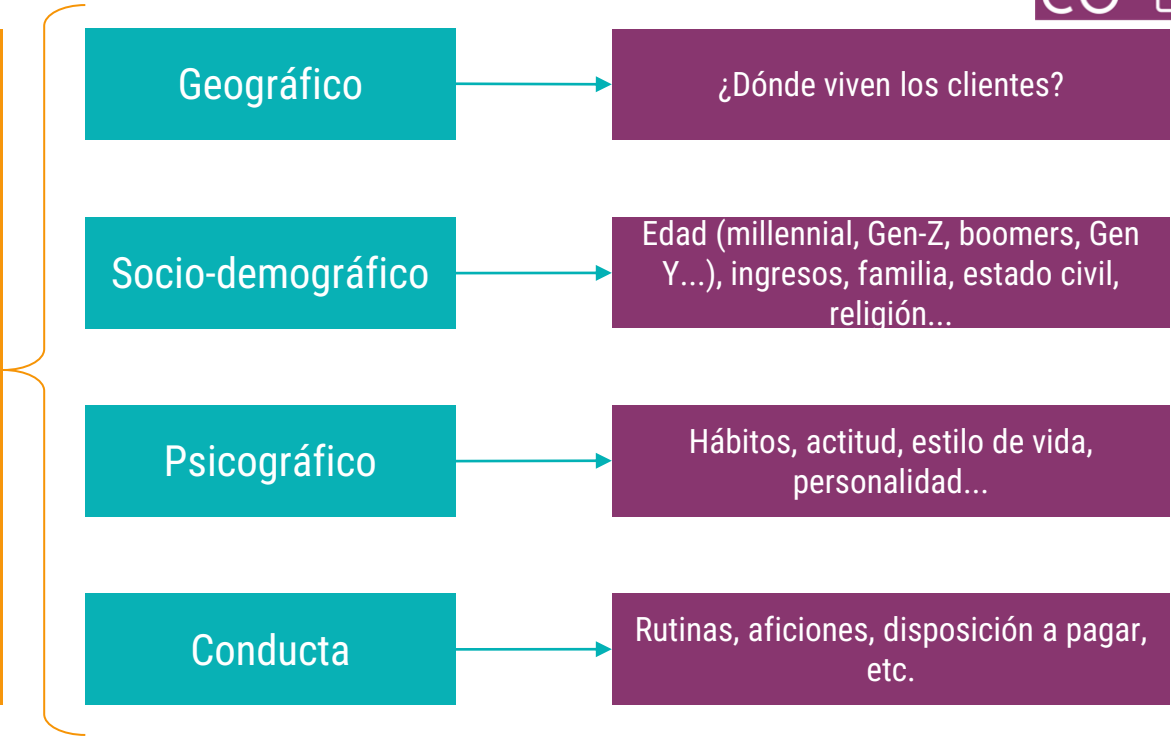 Geográfico
¿Dónde viven los clientes?
Socio-demográfico
Edad (millennial, Gen-Z, boomers, Gen
Y...), ingresos, familia, estado civil,
religión...
Psicográfico
Hábitos, actitud, estilo de vida,
personalidad...
Conducta
Rutinas, aficiones, disposición a pagar,
etc.